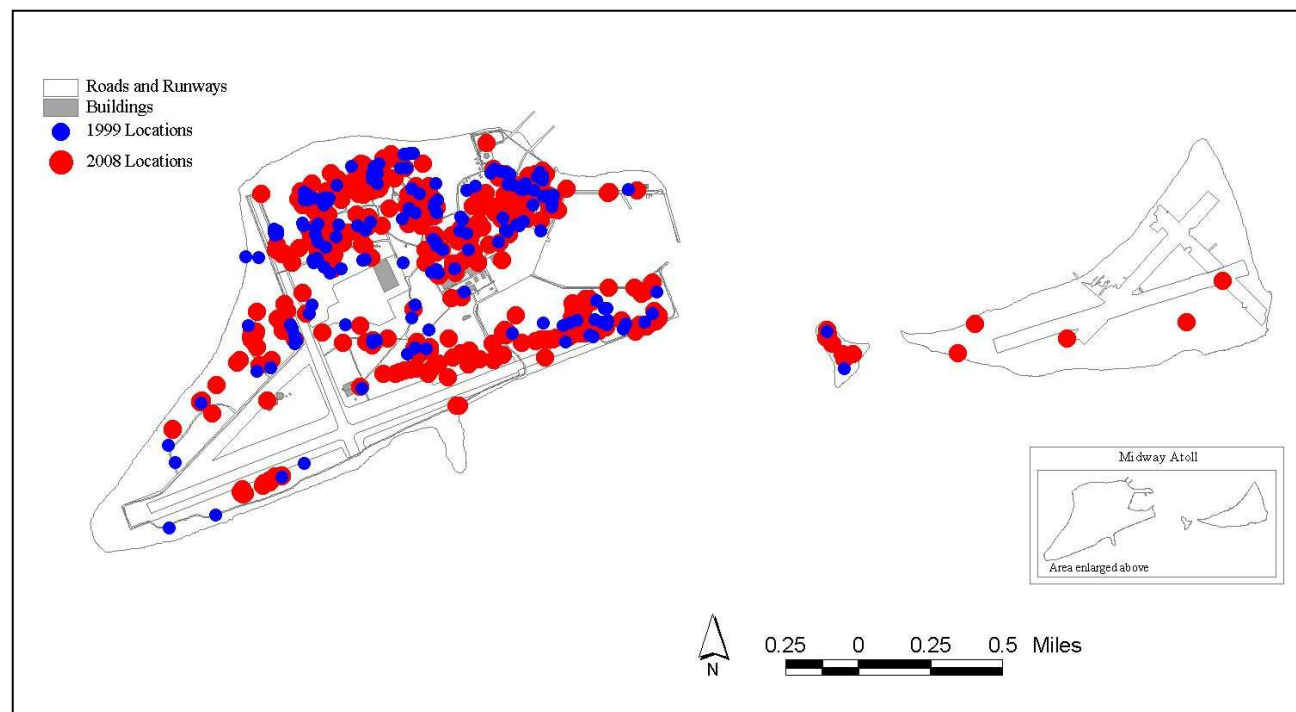 Roads and Runways
Buildings
1999 Locations
2008 Locations
Midway Atoll
Area enlarged above
N
0.25 0 0.25 0.5 Miles